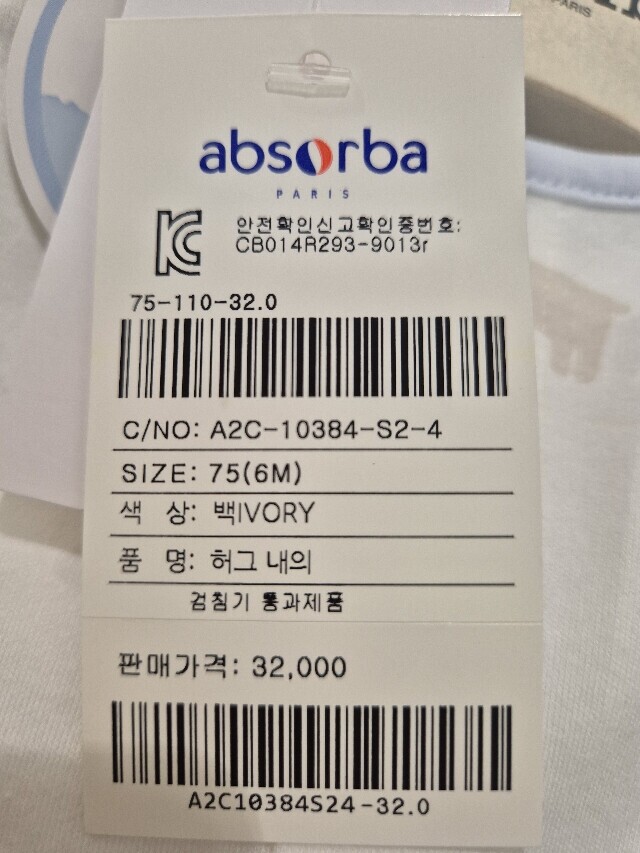 PARIS
absorba
PARIS
안전확인신고확인증번호:
CB014R293-9013r
75-110-32.0
C/NO: A2C-10384-S2-4
SIZE: 75(6M)
색 상: 백IVORY
품 명: 허그 내의
검침기 통과제품
판매가격: 32,000
A2C10384S24-32.0